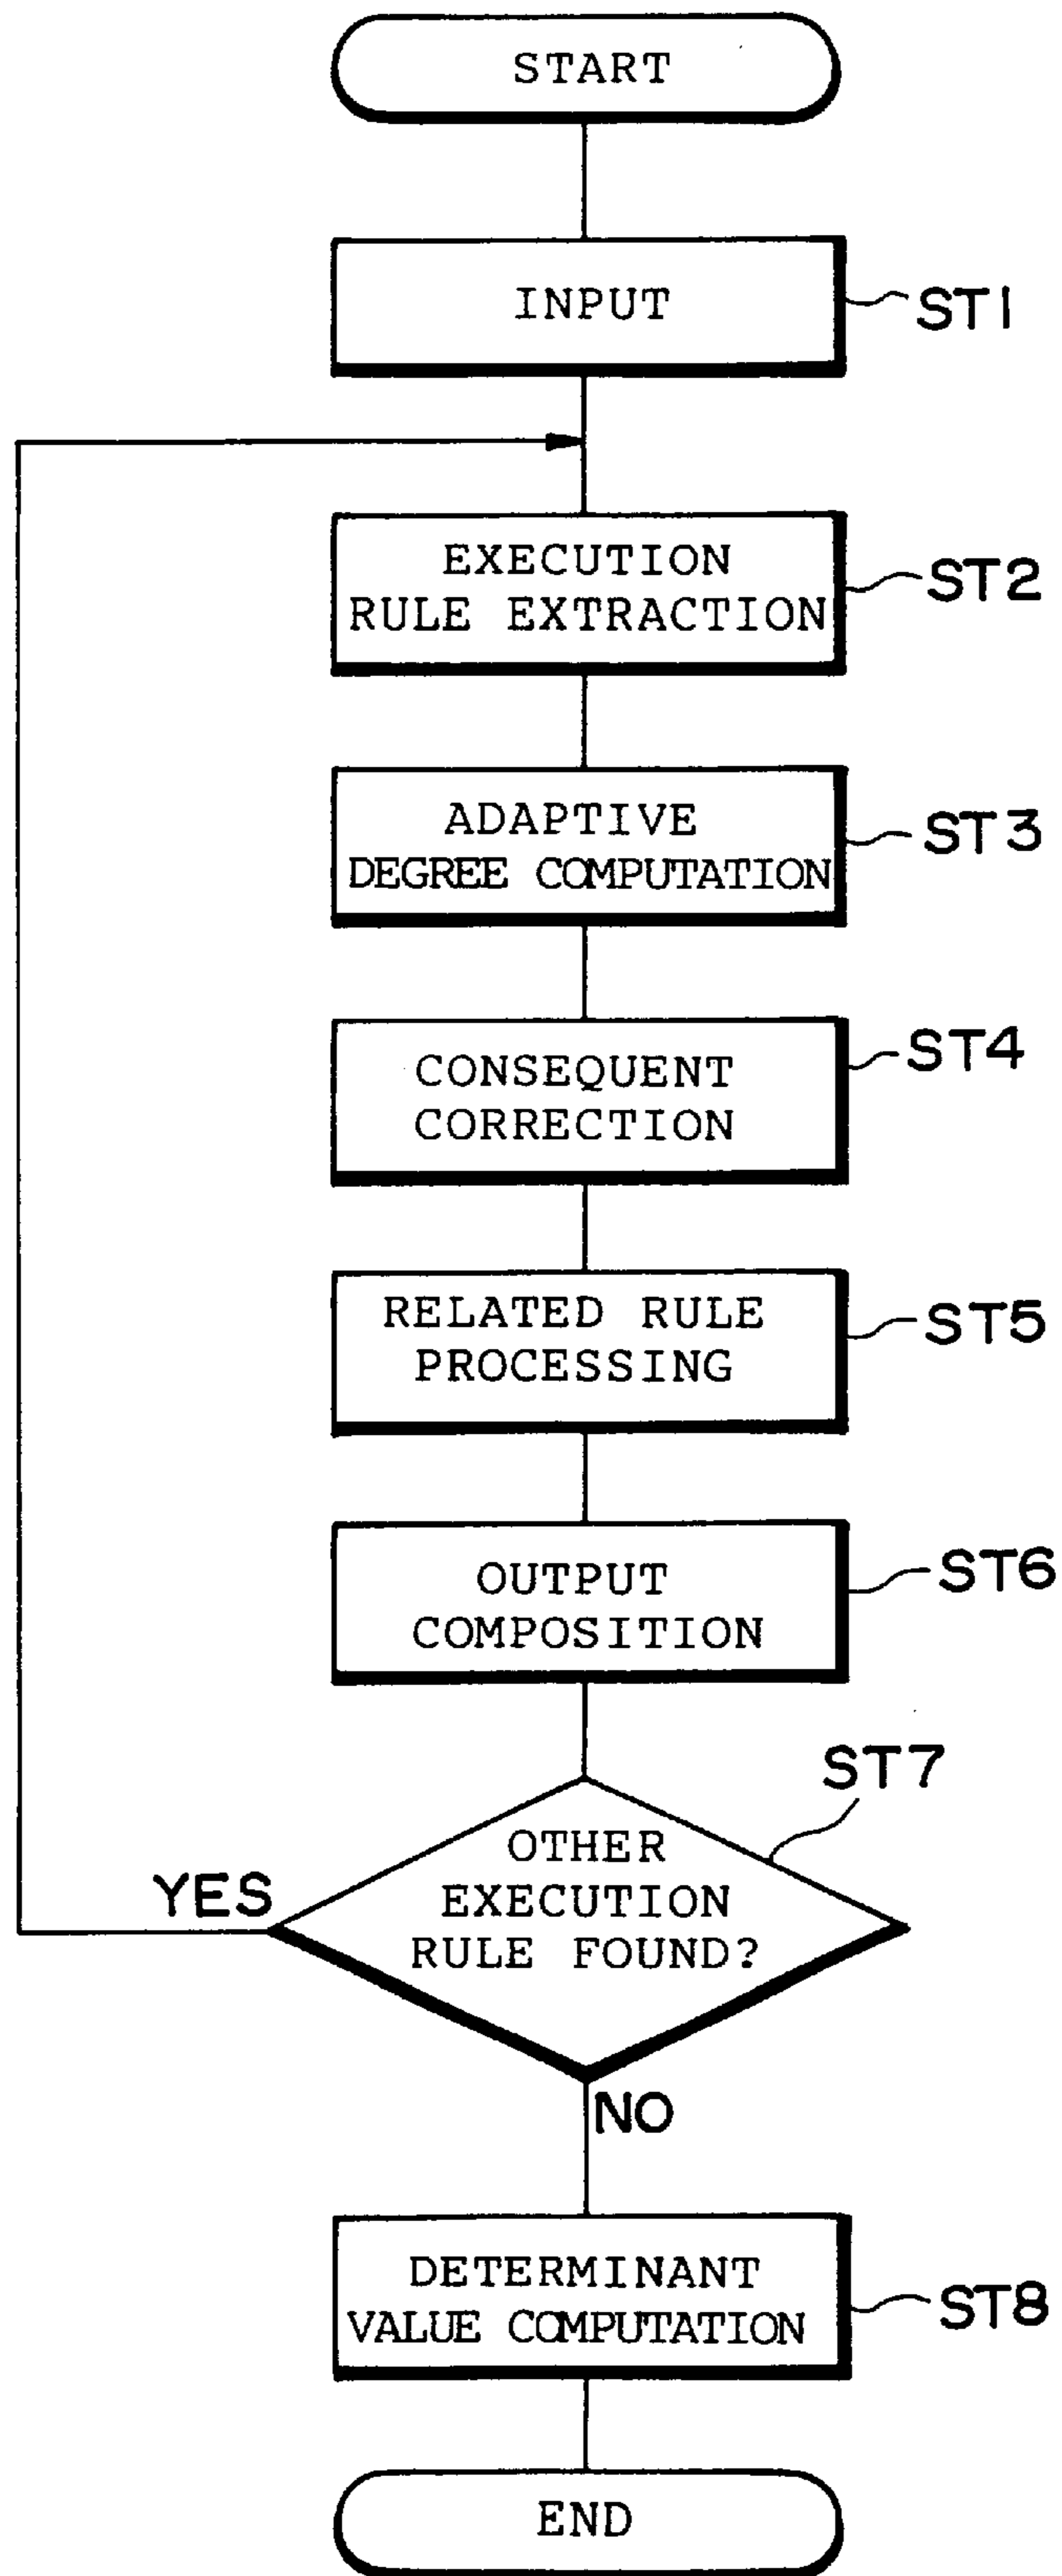 START
INPUT
ST1
EXECUTION
RULE EXTRACTION
ST2
ADAPTIVE
DEGREE COMPUTATION
ST3
CONSEQUENT
CORRECTION
ST4
RELATED RULE
PROCESSING
ST5
OUTPUT
COMPOSITION
ST6
ST7
OTHER
EXECUTION
RULE FOUND?
YES
NO
DETERMINANT
VALUE COMPUTATION
ST8
END